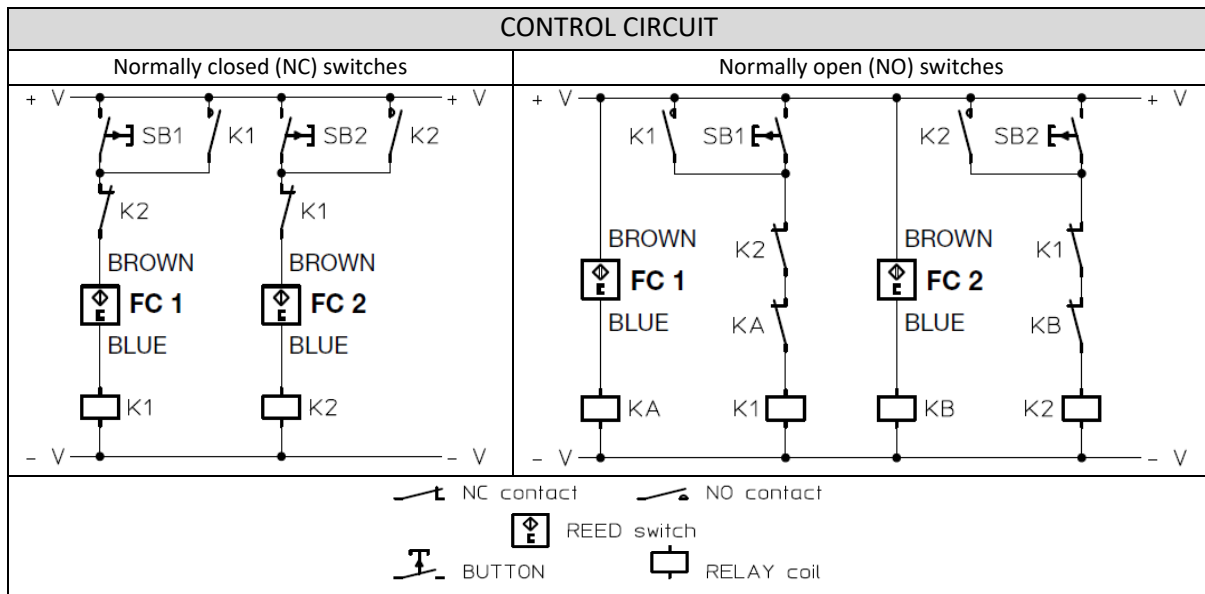 CONTROL CIRCUIT
Normally closed (NC) switches
Normally open (NO) switches
+ V + V
SB1 K1 SB2 K2
K2 K1
BROWN BROWN
FC 1 FC 2
BLUE BLUE
K1 K2
- V - V
+ V + V
K1 SB1 K2 SB2
BROWN K2 BROWN K1
FC 1 FC 2
BLUE KA BLUE KB
KA K1 KB K2
- V - V
NC contact NO contact
REED switch
BUTTON RELAY coil